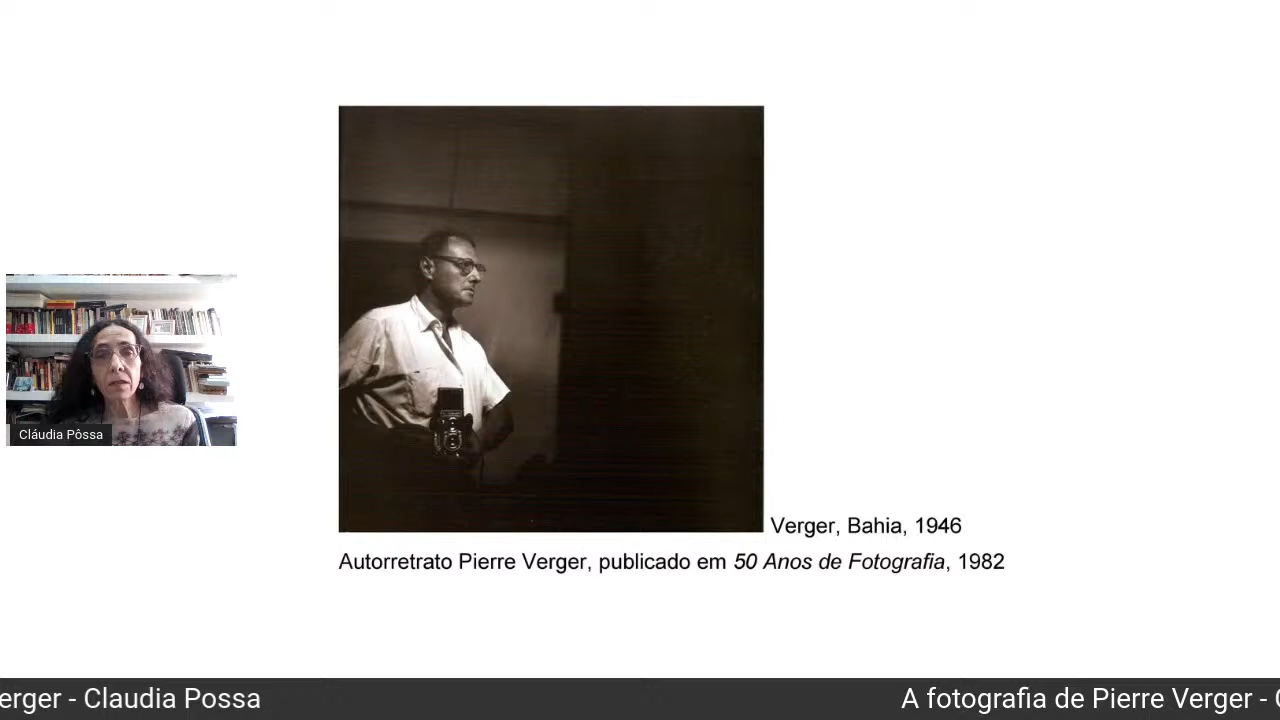 Cláudia Pôssa
Verger, Bahia, 1946
Autorretrato Pierre Verger, publicado em 50 Anos de Fotografia, 1982
erger - Claudia Possa
A fotografia de Pierre Verger - C